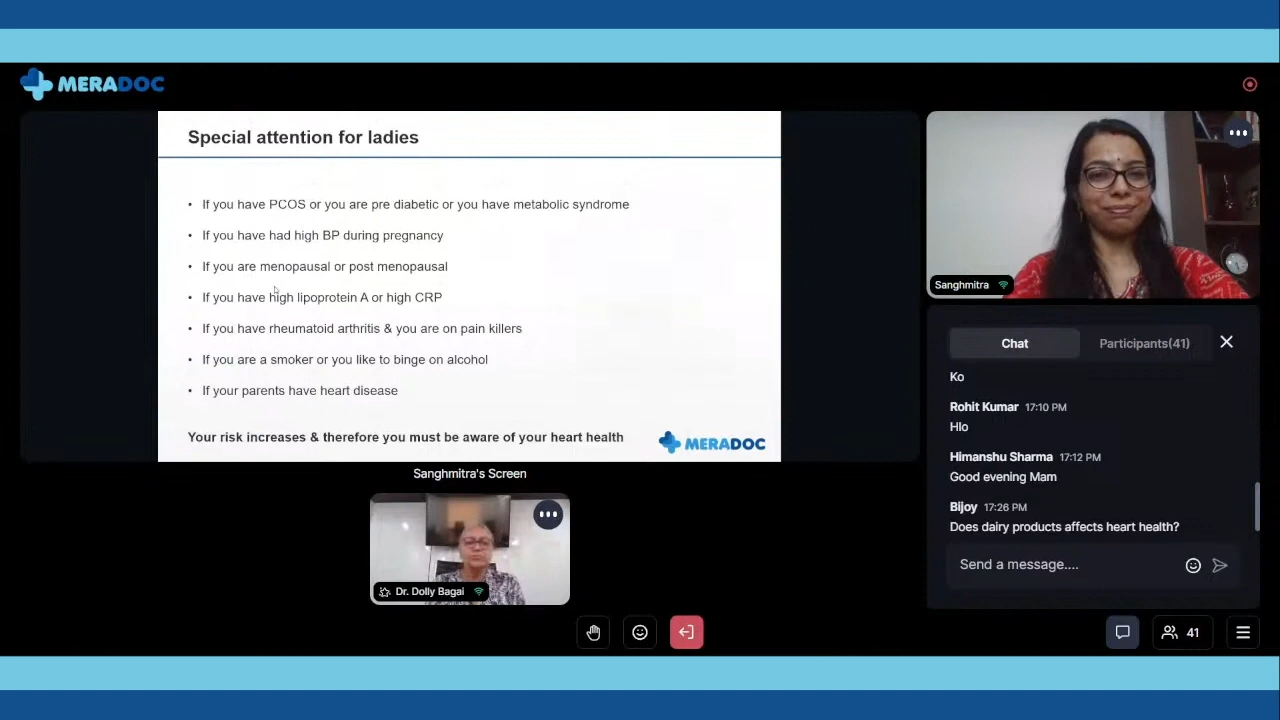 MERADOC
Special attention for ladies
• If you have PCOS or you are pre diabetic or you have metabolic syndrome
• If you have had high BP during pregnancy
• If you are menopausal or post menopausal
• If you have high lipoprotein A or high CRP
• If you have rheumatoid arthritis & you are on pain killers
• If you are a smoker or you like to binge on alcohol
• If your parents have heart disease
Your risk increases & therefore you must be aware of your heart health
MERADOC
Sanghmitra's Screen
Dr. Dolly Bagai
Sanghmitra
Chat
Participants(41)
Ko
Rohit Kumar 17:10 PM
Hlo
Himanshu Sharma 17:12 PM
Good evening Mam
Bijoy 17:26 PM
Does dairy products affects heart health?
Send a message....
41